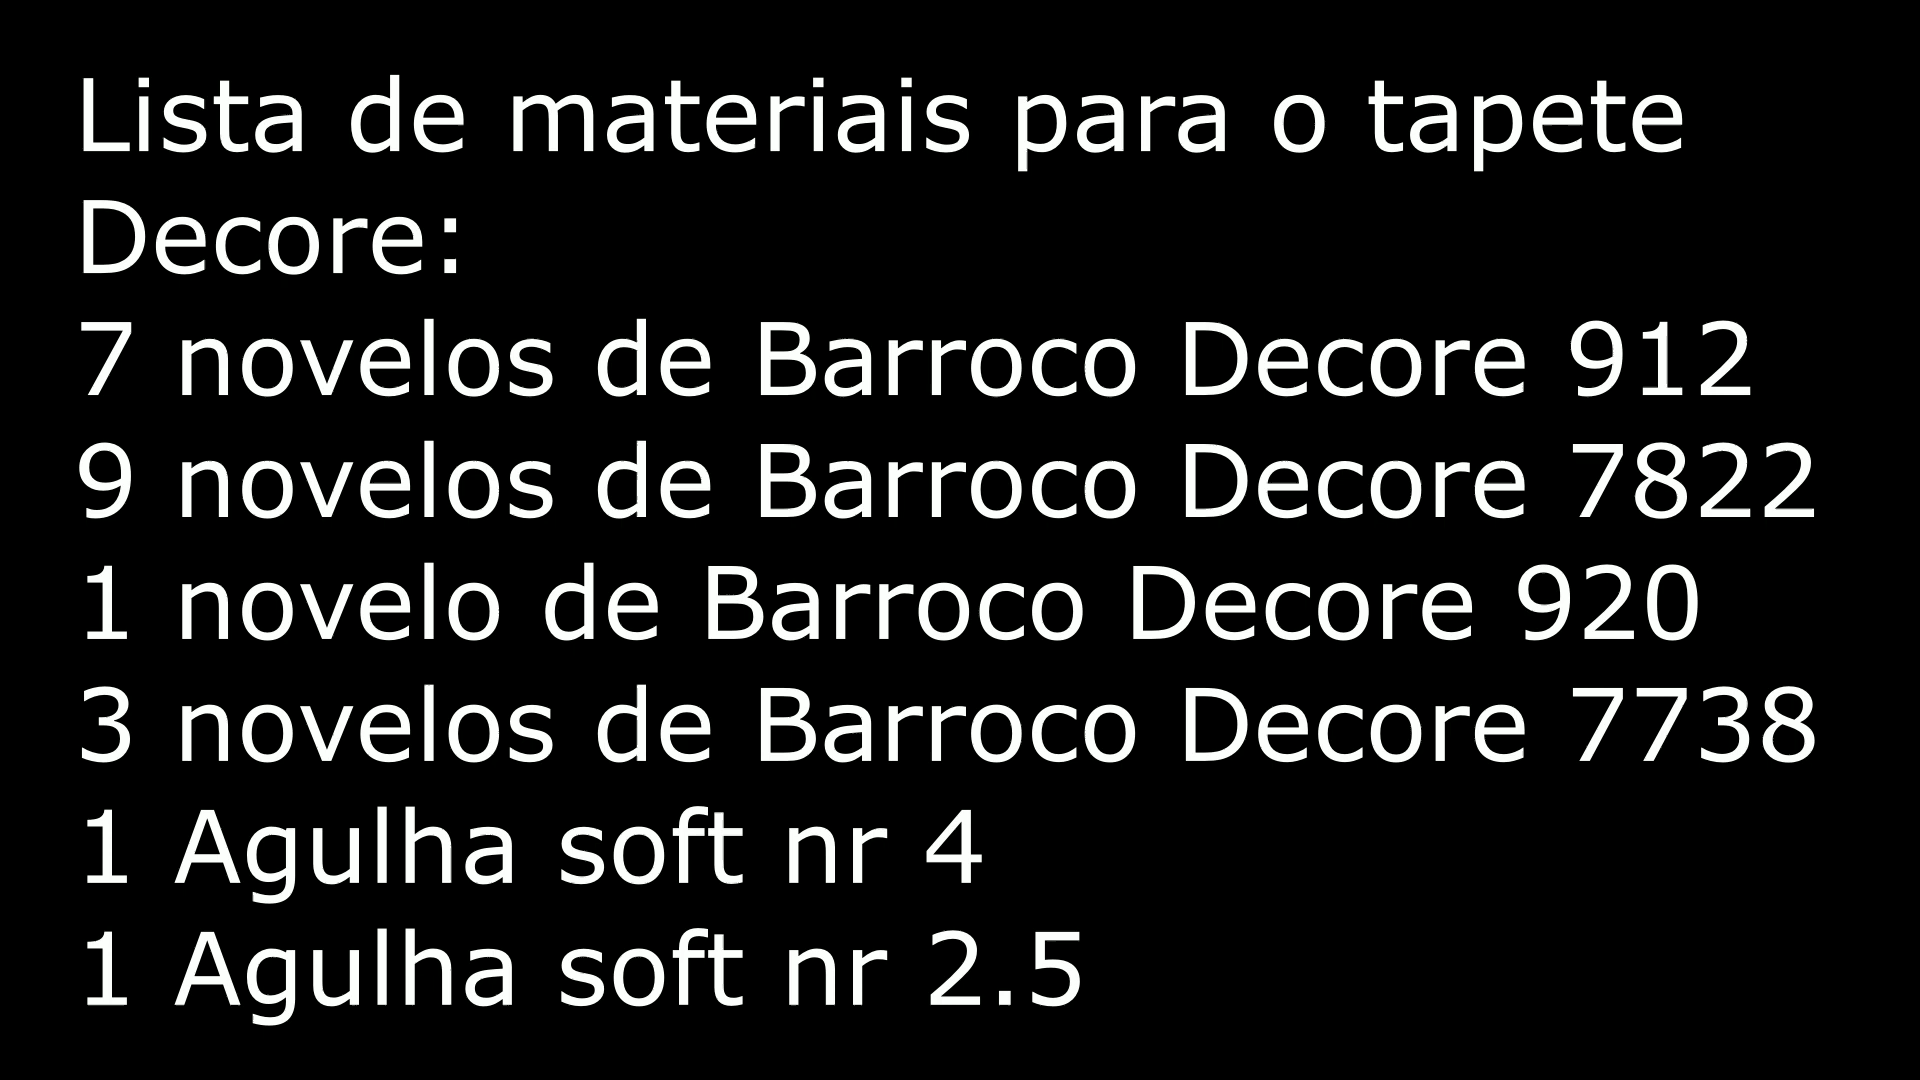 Lista de materiais para o tapete
Decore:
7 novelos de Barroco Decore 912
9 novelos de Barroco Decore 7822
1 novelo de Barroco Decore 920
3 novelos de Barroco Decore 7738
1 Agulha soft nr 4
1 Agulha soft nr 2.5